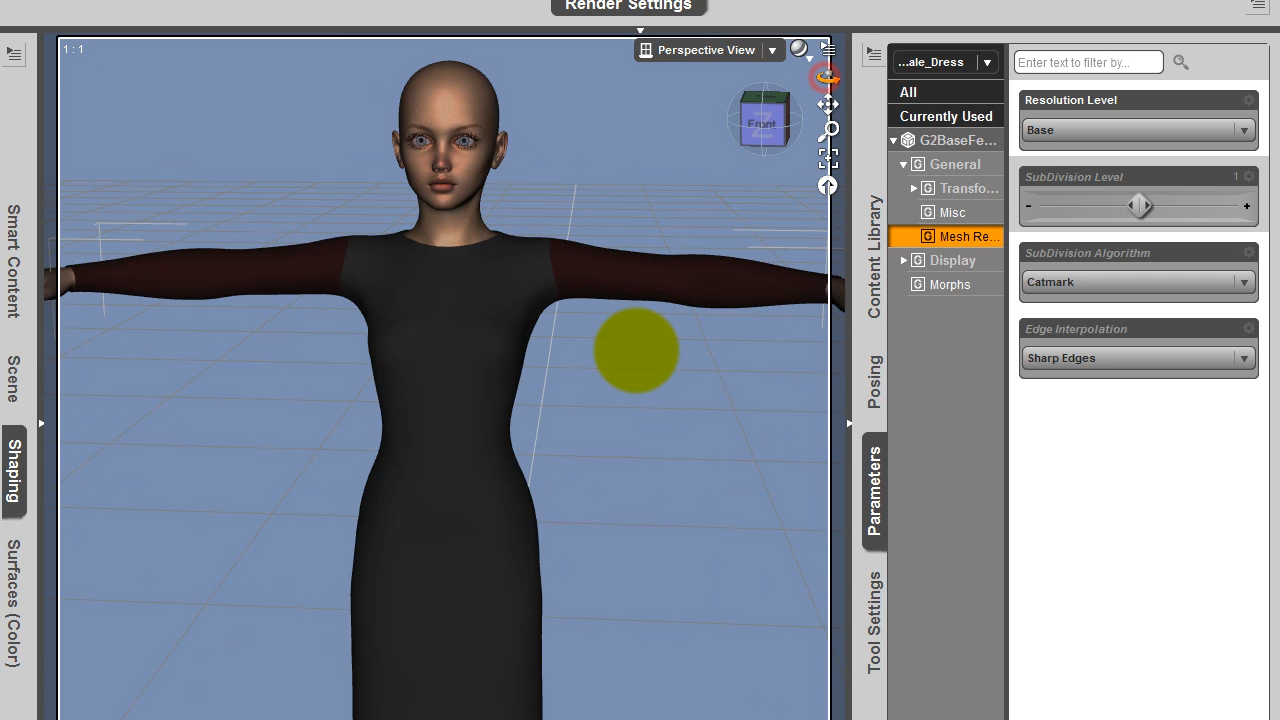 Render Settings
1 : 1
Perspective View
Front
Smart Content
Scene
Shaping
Surfaces (Color)
Content Library
Posing
Parameters
Tool Settings
...ale_Dress
All
Currently Used
G2BaseFe...
G General
G Transfo...
G Misc
G Mesh Re...
G Display
G Morphs
Enter text to filter by...
Resolution Level
Base
SubDivision Level 1
- +
SubDivision Algorithm
Catmark
Edge Interpolation
Sharp Edges